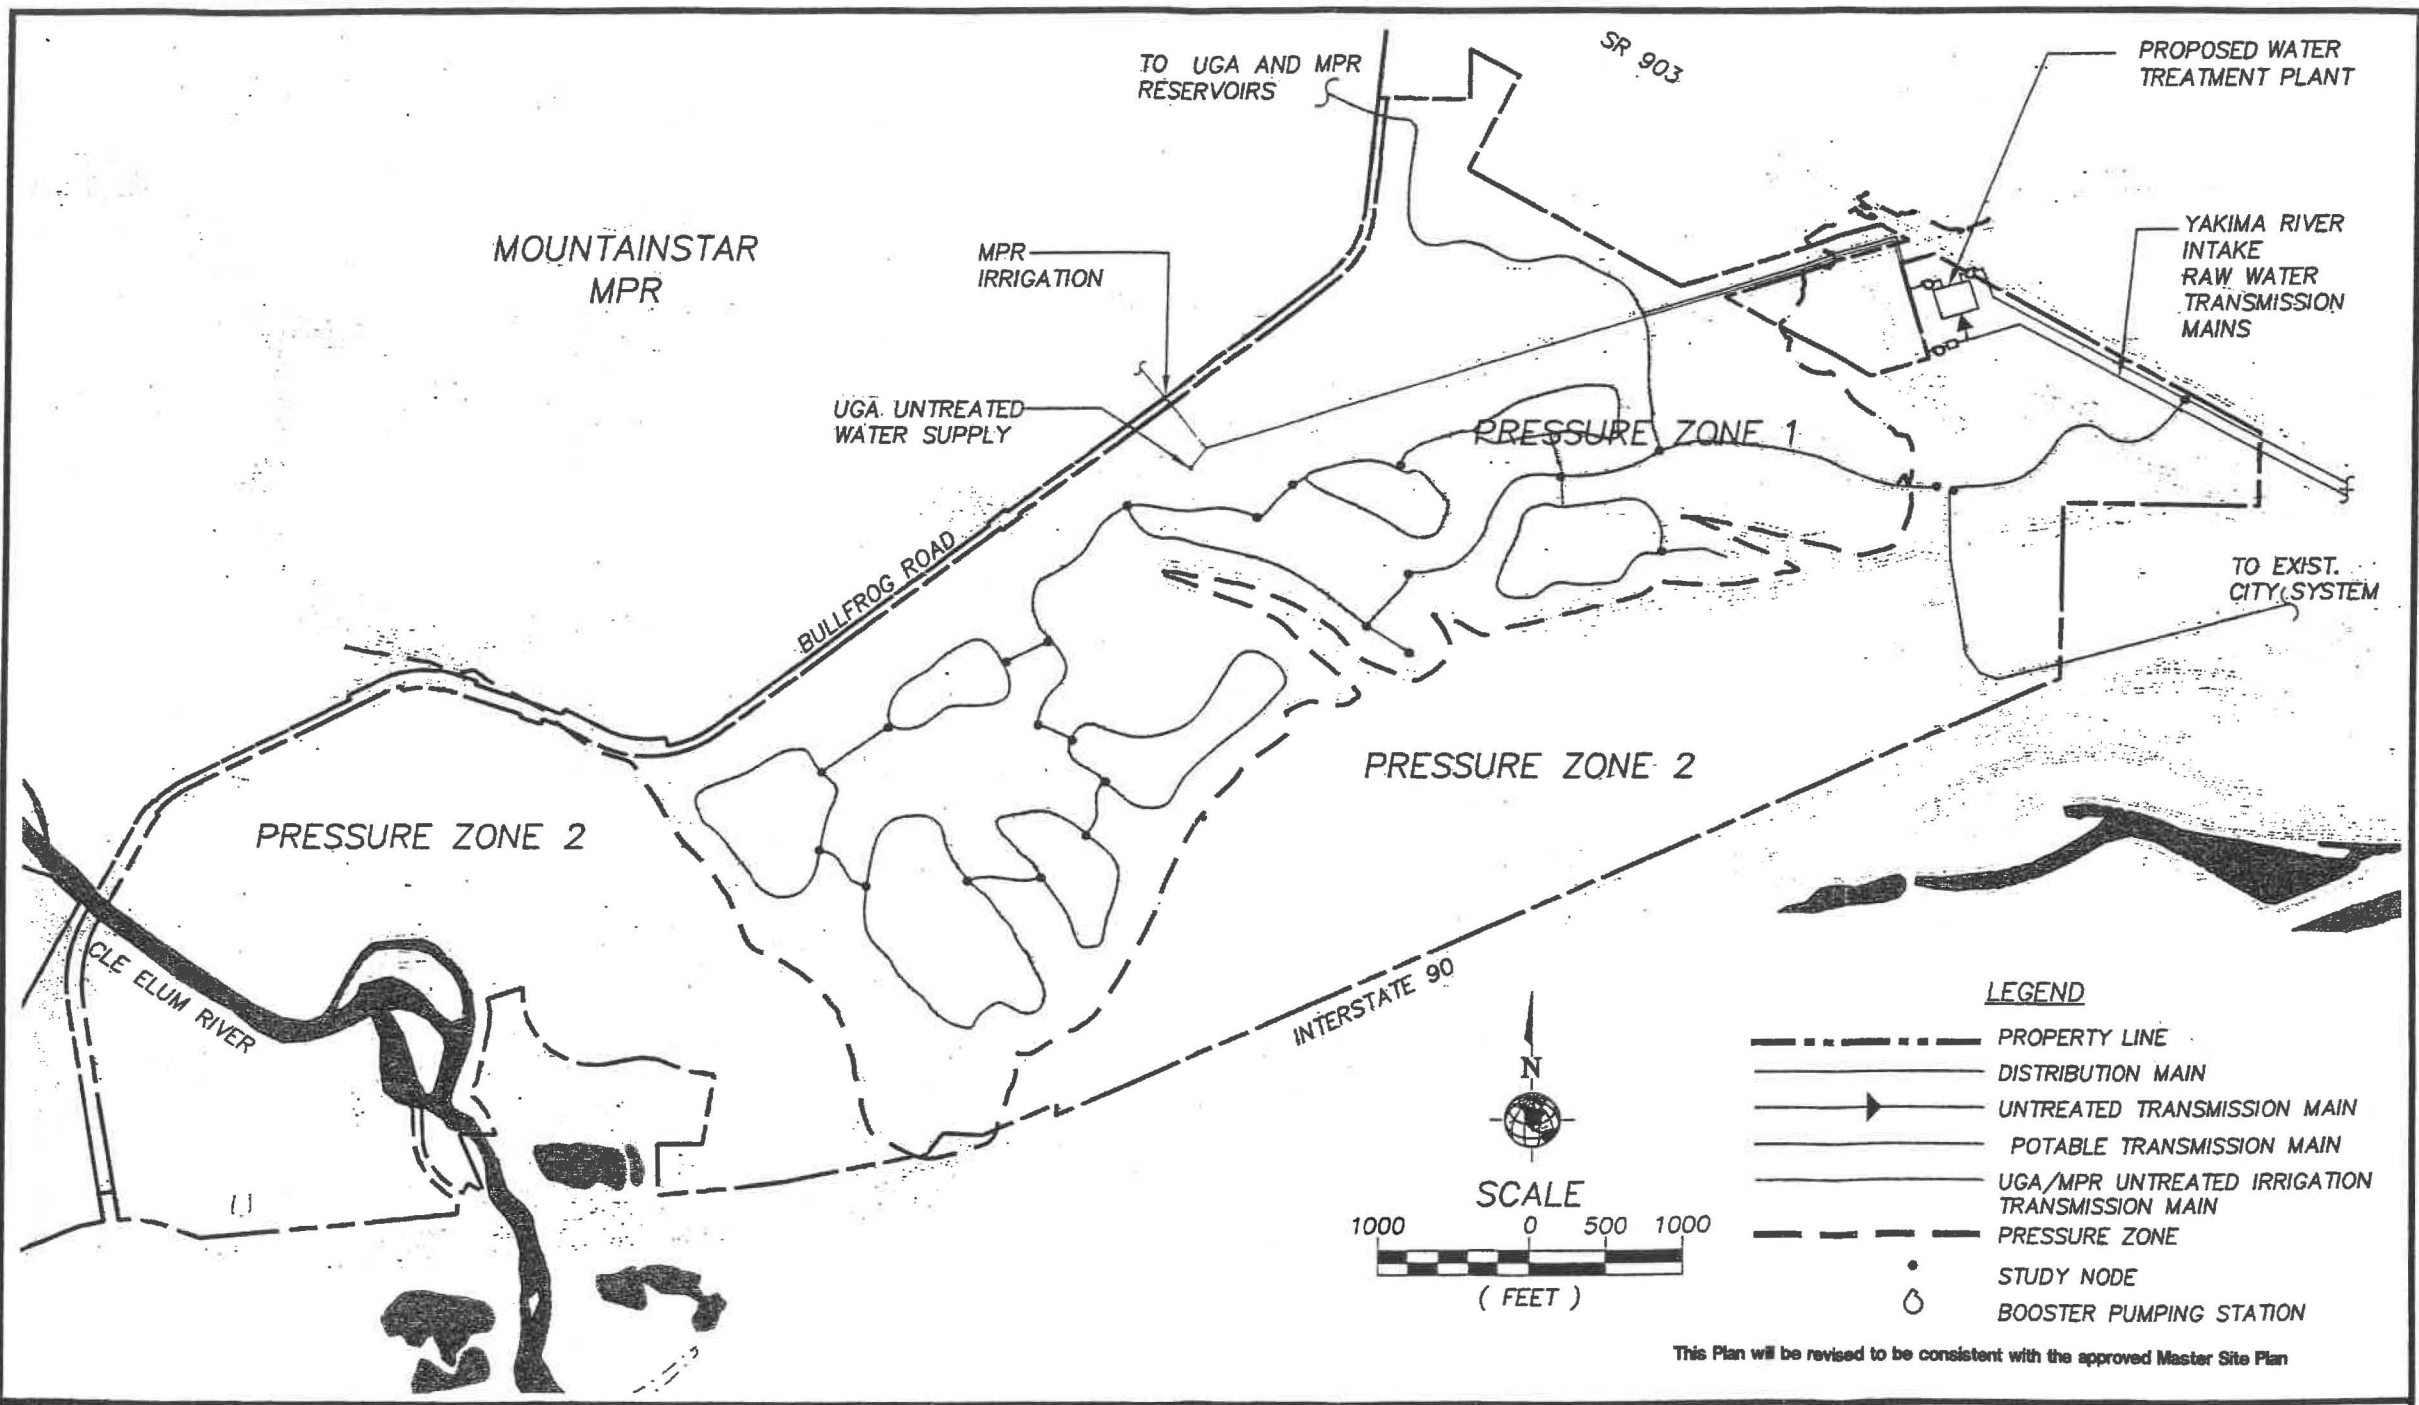 SR 903
TO UGA AND MPR
RESERVOIRS
PROPOSED WATER
TREATMENT PLANT
YAKIMA RIVER
INTAKE
RAW WATER
TRANSMISSION
MAINS
MOUNTAINSTAR
MPR
MPR
IRRIGATION
UGA UNTREATED
WATER SUPPLY
PRESSURE ZONE 1
BULLFROG ROAD
TO EXIST.
CITY SYSTEM
PRESSURE ZONE 2
PRESSURE ZONE 2
CLE ELUM RIVER
INTERSTATE 90
N
SCALE
1000 0 500 1000
( FEET )
LEGEND
PROPERTY LINE
DISTRIBUTION MAIN
UNTREATED TRANSMISSION MAIN
POTABLE TRANSMISSION MAIN
UGA/MPR UNTREATED IRRIGATION
TRANSMISSION MAIN
PRESSURE ZONE
STUDY NODE
BOOSTER PUMPING STATION
This Plan will be revised to be consistent with the approved Master Site Plan